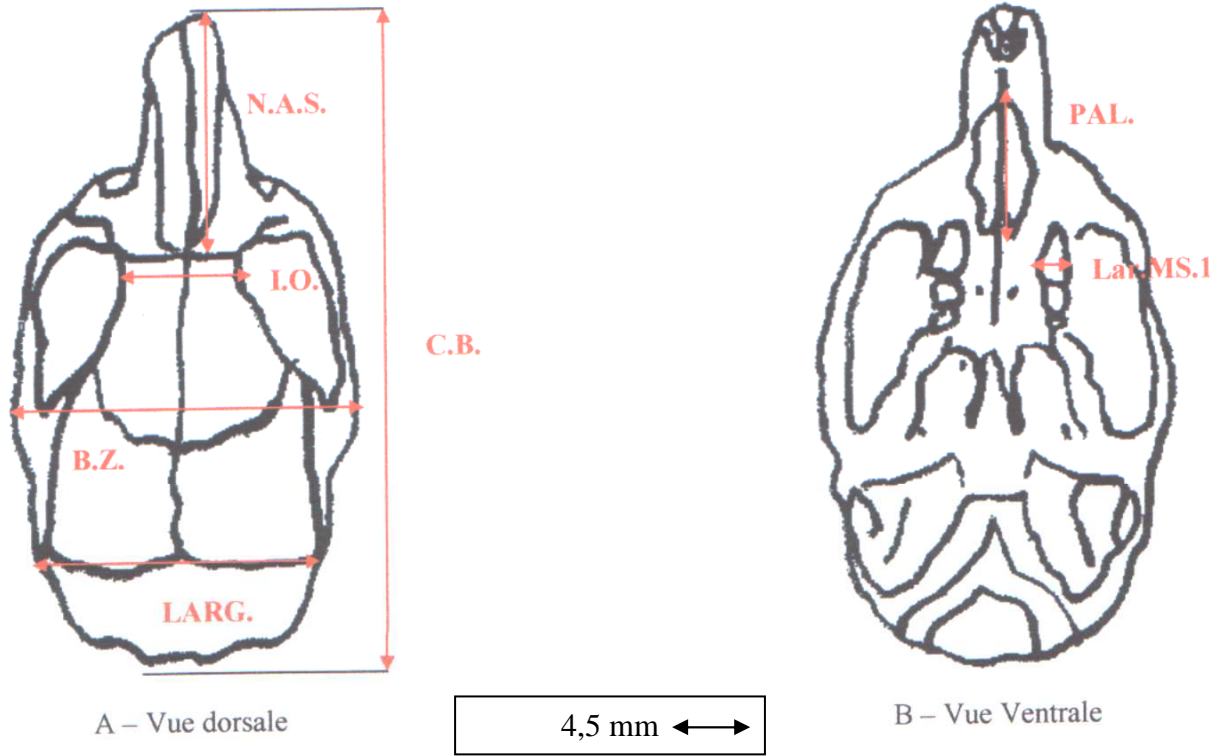 N.A.S.
I.O.
C.B.
B.Z.
LARG.
A – Vue dorsale
4,5 mm
PAL.
Lar.MS.1
B – Vue Ventrale